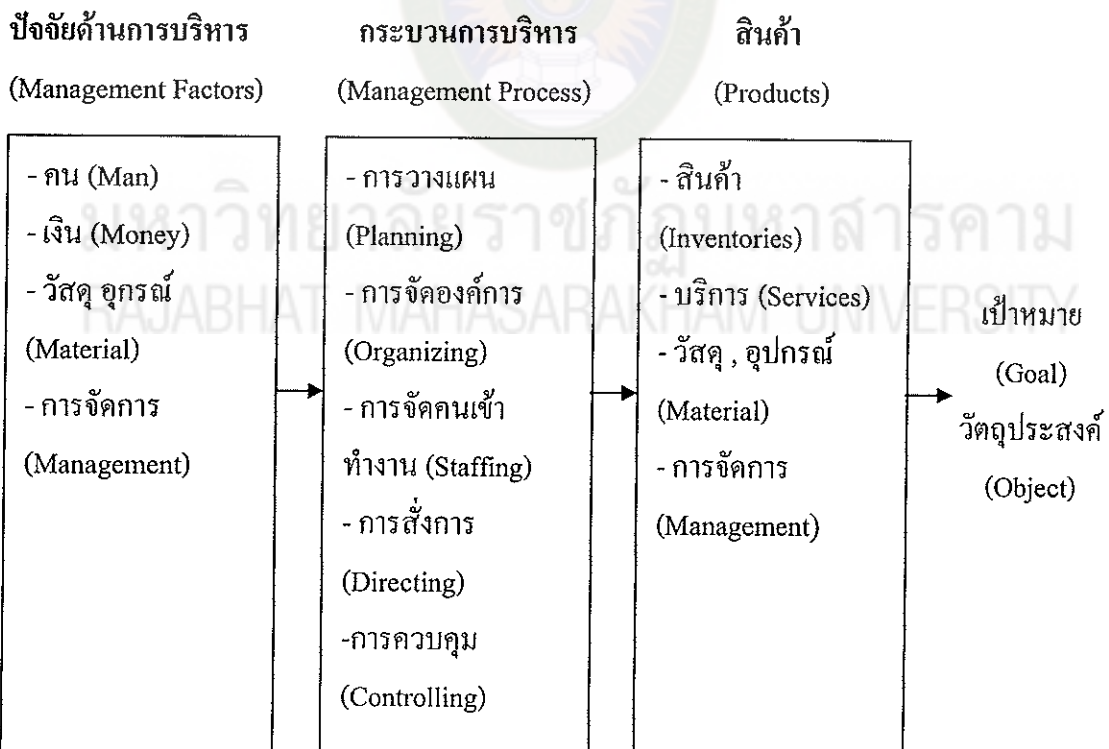 ปัจจัยด้านการบริหาร
(Management Factors)
- คน (Man)
- เงิน (Money)
- วัสดุ อุกรณ์
(Material)
- การจัดการ
(Management)
กระบวนการบริหาร
(Management Process)
- การวางแผน
(Planning)
- การจัดองค์การ
(Organizing)
- การจัดคนเข้า
ทำงาน (Staffing)
- การสั่งการ
(Directing)
-การควบคุม
(Controlling)
สินค้า
(Products)
- สินค้า
(Inventories)
- บริการ (Services)
- วัสดุ , อุปกรณ์
(Material)
- การจัดการ
(Management)
เป้าหมาย
(Goal)
วัตถุประสงค์
(Object)
มหาวิทยาลัยราชภัฏมหาสารคาม
RAJABHAT MAHASARAKHAM UNIVERSITY